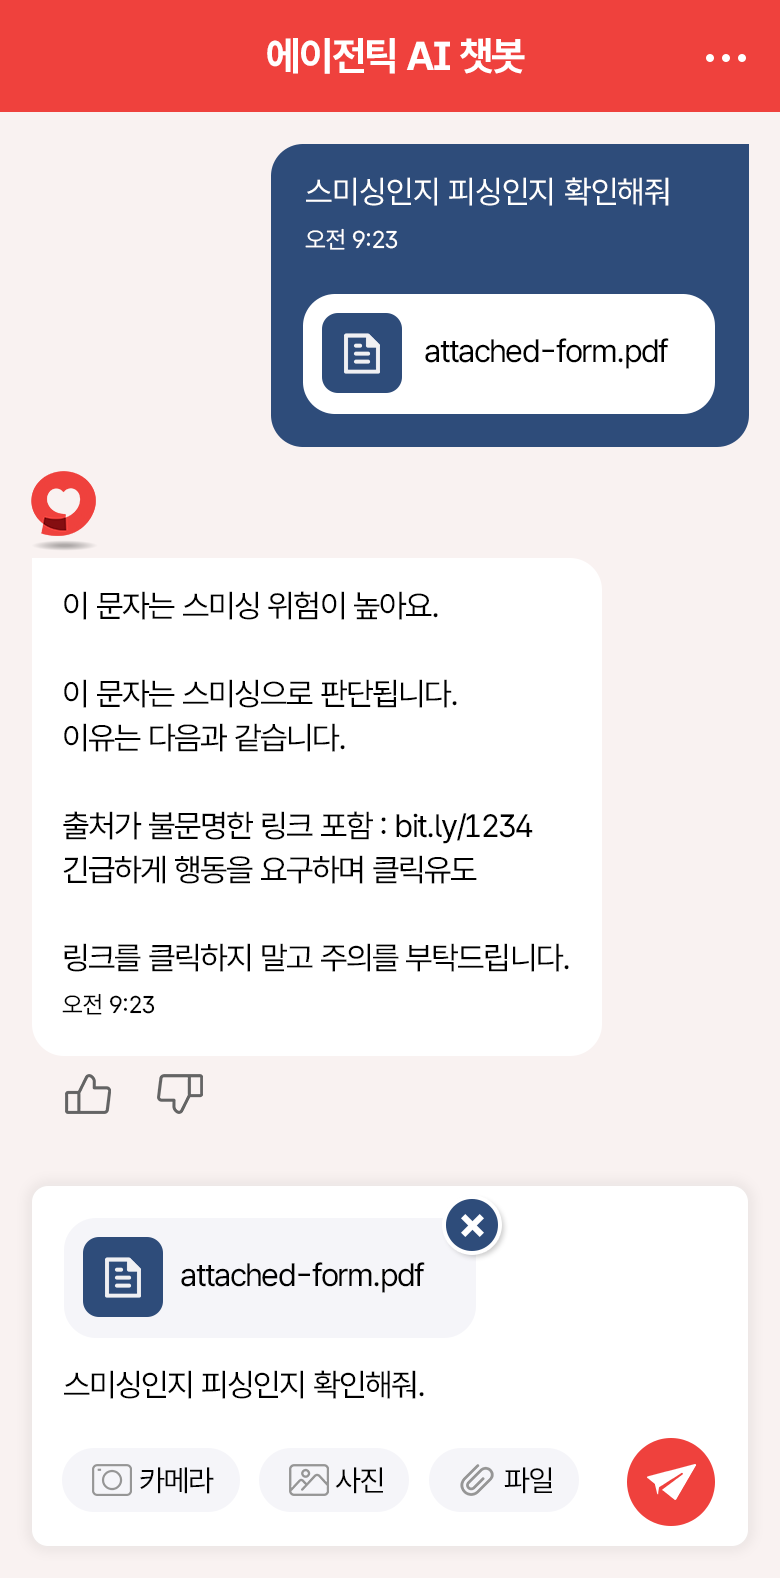 에이전틱 AI 챗봇
스미싱인지 피싱인지 확인해줘
오전 9:23
attached-form.pdf
이 문자는 스미싱 위험이 높아요.
이 문자는 스미싱으로 판단됩니다.
이유는 다음과 같습니다.
출처가 불문명한 링크 포함 : bit.ly/1234
긴급하게 행동을 요구하며 클릭유도
링크를 클릭하지 말고 주의를 부탁드립니다.
오전 9:23
attached-form.pdf
스미싱인지 피싱인지 확인해줘.
카메라
사진
파일